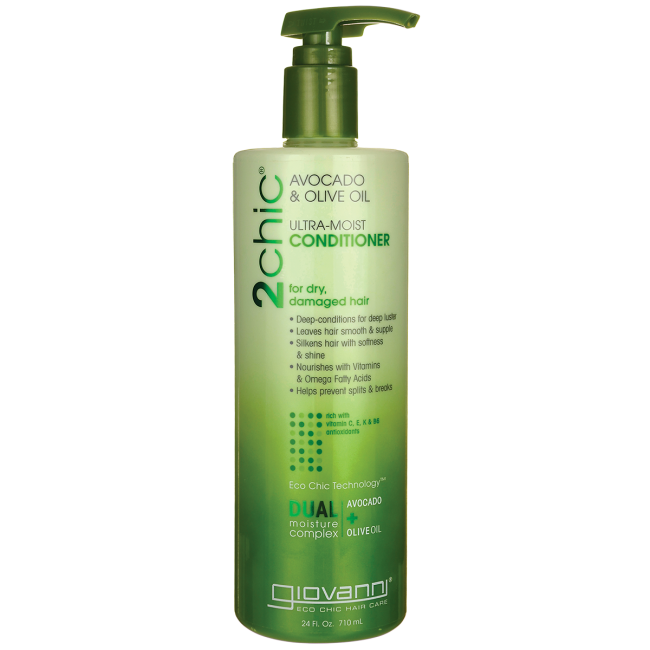 2chic®
AVOCADO
& OLIVE OIL
ULTRA-MOIST
CONDITIONER
for dry,
damaged hair
• Deep-conditions for deep luster
• Leaves hair smooth & supple
• Silkens hair with softness
& shine
• Nourishes with Vitamins
& Omega Fatty Acids
• Helps prevent splits & breaks
rich with
vitamin C, E, K & B6
antioxidants
Eco Chic Technology™
DUAL
moisture
complex
AVOCADO
+
OLIVE OIL
giovanni®
ECO CHIC HAIR CARE
24 Fl. Oz. 710 mL